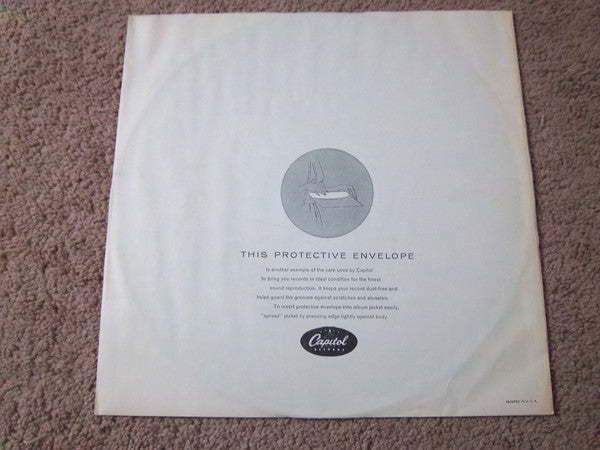 THIS PROTECTIVE ENVELOPE
is another example of the care used by Capitol
to bring you records in ideal condition for the finest
sound reproduction. It keeps your record dust-free and
helps guard the grooves against scratches and abrasion.
To insert protective envelope into album jacket easily,
"spread" jacket by pressing edge lightly against body.
Capitol
RECORDS
PRINTED IN U. S. A.